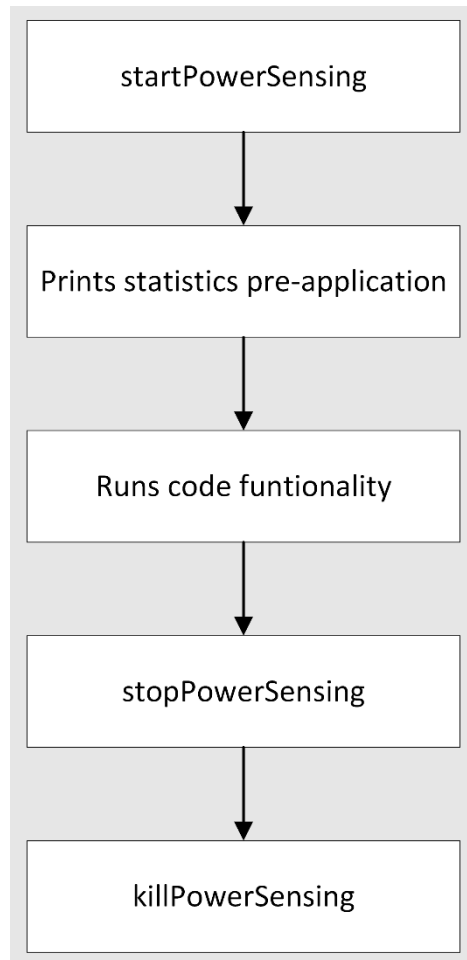 startPowerSensing
Prints statistics pre-application
Runs code funtionality
stopPowerSensing
killPowerSensing